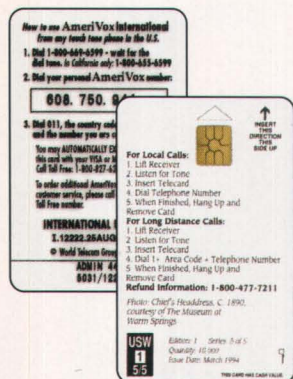 How to use AmeriVox International
from any touch tone phone in the U.S.
1. Dial 1-800-669-6599 - wait for the
dial tone. In California only: 1-800-655-6599
2. Dial your personal AmeriVox number:
608. 750.
3. Dial 011, the country code
and the number you are
You may AUTOMATICALLY
this card with your VISA or
Call Toll Free: 1-800-
To order additional AmeriVox
customer service, please call
Toll Free number.
INTERNATIONAL
© World Telecom Group
ADMIN
INSERT
THIS
DIRECTION
THIS
SIDE UP
For Local Calls:
1. Lift Receiver
2. Listen for Tone
3. Insert Telecard
4. Dial Telephone Number
5. When Finished, Hang Up and
Remove Card
For Long Distance Calls:
1. Lift Receiver
2. Listen for Tone
3. Insert Telecard
4. Dial 1+ Area Code + Telephone Number
5. When Finished, Hang Up and
Remove Card
Refund Information: 1-800-477-7211
Photo: Chief's Headdress, C. 1890,
courtesy of The Museum at
Warm Springs
USW
1
5/5
Edition: 1 Series 5 of 5
Quantity: 10,000
Issue Date: March 1994
THIS CARD HAS CASH VALUE.